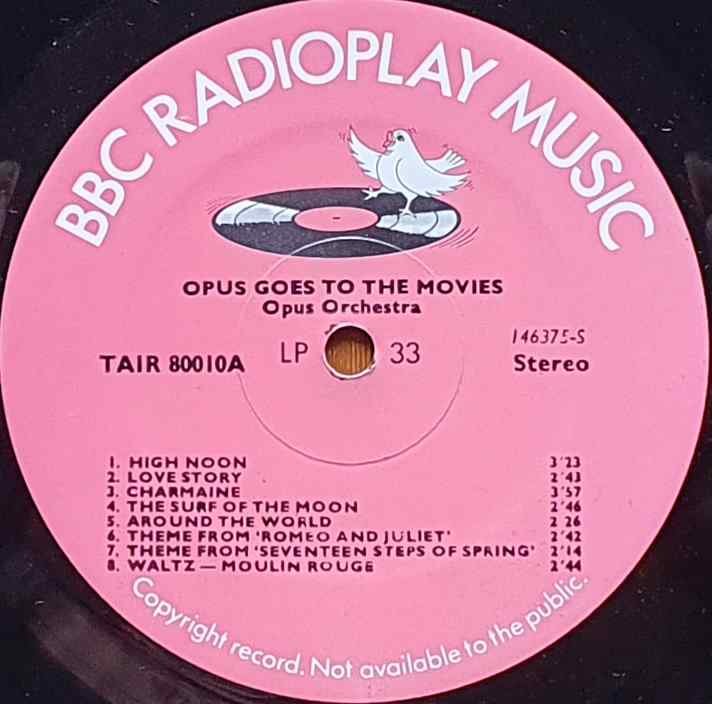 BBC RADIOPLAY MUSIC
OPUS GOES TO THE MOVIES
Opus Orchestra
146375-S
LP 33
TAIR 80010A
Stereo
1. HIGH NOON 3'23
2. LOVE STORY 2'43
3. CHARMAINE 3'57
4. THE SURF OF THE MOON 2'46
5. AROUND THE WORLD 2 26
6. THEME FROM 'ROMEO AND JULIET' 2'42
7. THEME FROM 'SEVENTEEN STEPS OF SPRING' 2'14
8. WALTZ — MOULIN ROUGE 2'44
Copyright record. Not available to the public.